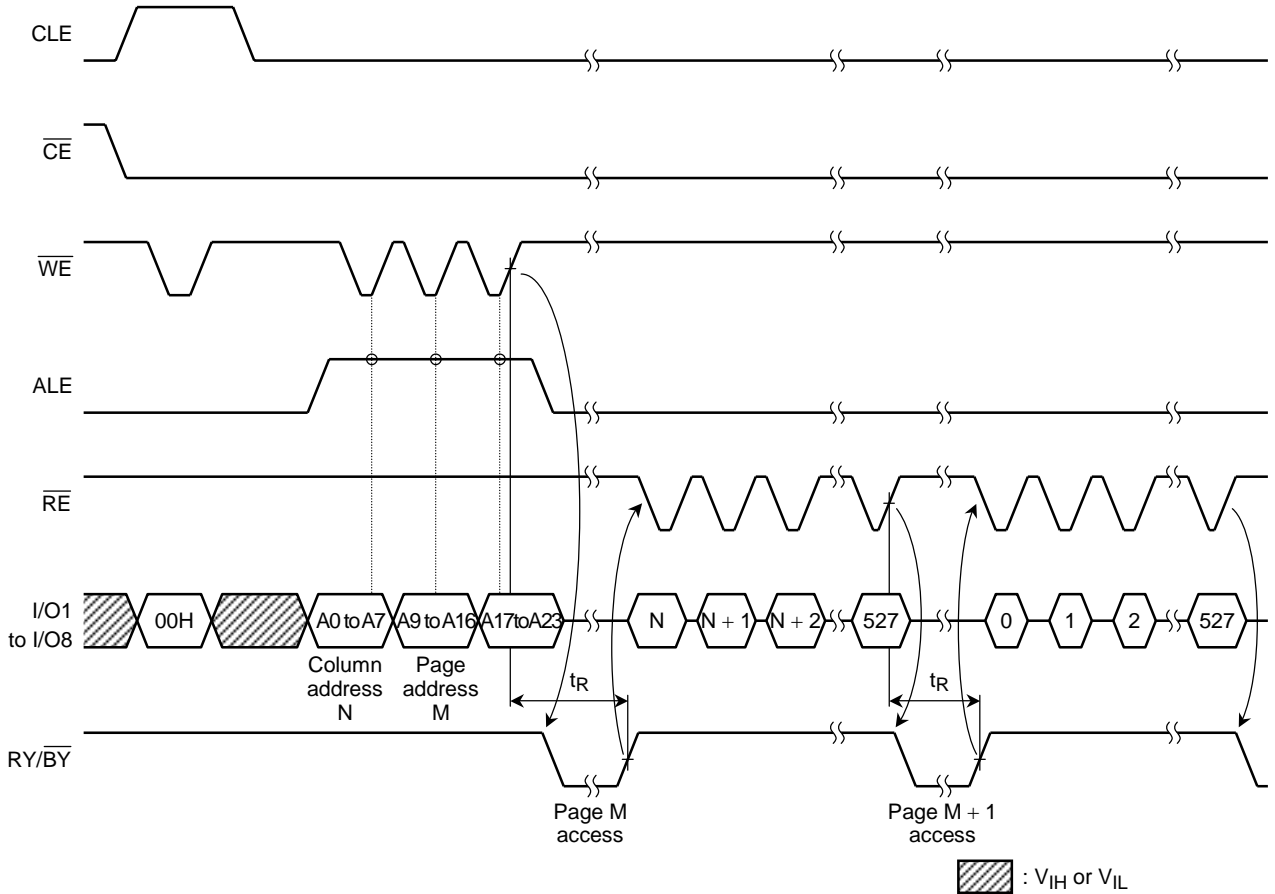 CLE
CE
WE
ALE
RE
I/O1
to I/O8
00H
A0 to A7
A9 to A16
A17 to A23
N
N + 1
N + 2
527
0
1
2
527
Column
address
N
Page
address
M
tR
tR
RY/BY
Page M
access
Page M + 1
access
: VIH or VIL